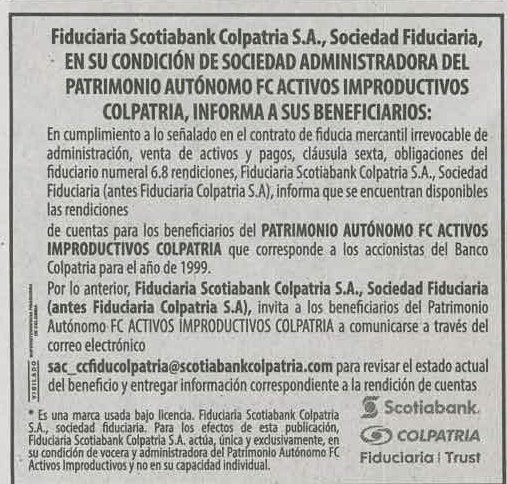 Fiduciaria Scotiabank Colpatria S.A., Sociedad Fiduciaria,
EN SU CONDICIÓN DE SOCIEDAD ADMINISTRADORA DEL
PATRIMONIO AUTÓNOMO FC ACTIVOS IMPRODUCTIVOS
COLPATRIA, INFORMA A SUS BENEFICIARIOS:
En cumplimiento a lo señalado en el contrato de fiducia mercantil irrevocable de
administración, venta de activos y pagos, cláusula sexta, obligaciones del
fiduciario numeral 6.8 rendiciones, Fiduciaria Scotiabank Colpatria S.A., Sociedad
Fiduciaria (antes Fiduciaria Colpatria S.A), informa que se encuentran disponibles
las rendiciones
de cuentas para los beneficiarios del PATRIMONIO AUTÓNOMO FC ACTIVOS
IMPRODUCTIVOS COLPATRIA que corresponde a los accionistas del Banco
Colpatria para el año de 1999.
Por lo anterior, Fiduciaria Scotiabank Colpatria S.A., Sociedad Fiduciaria
(antes Fiduciaria Colpatria S.A), invita a los beneficiarios del Patrimonio
Autónomo FC ACTIVOS IMPRODUCTIVOS COLPATRIA a comunicarse a través del
correo electrónico
sac_ccfiducolpatria@scotiabankcolpatria.com para revisar el estado actual
del beneficio y entregar información correspondiente a la rendición de cuentas
VIGILADO SUPERINTENDENCIA FINANCIERA
DE COLOMBIA
* Es una marca usada bajo licencia. Fiduciaria Scotiabank Colpatria
S.A., sociedad fiduciaria. Para los efectos de esta publicación,
Fiduciaria Scotiabank Colpatria S.A. actúa, única y exclusivamente, en
su condición de vocera y administradora del Patrimonio Autónomo FC
Activos Improductivos y no en su capacidad individual.
Scotiabank.
COLPATRIA
Fiduciaria | Trust